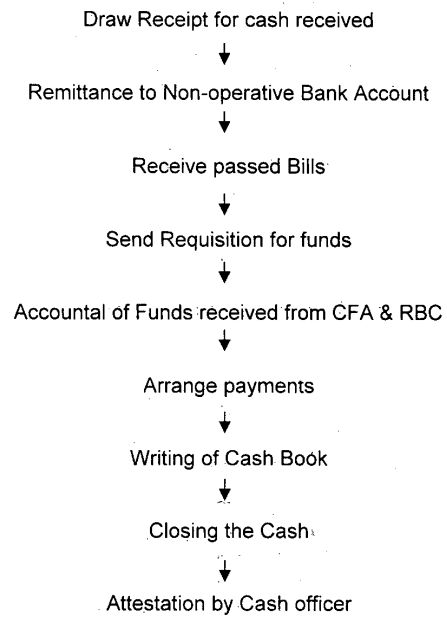 Draw Receipt for cash received
Remittance to Non-operative Bank Account
Receive passed Bills
Send Requisition for funds
Accountal of Funds received from CFA & RBC
Arrange payments
Writing of Cash Book
Closing the Cash
Attestation by Cash officer